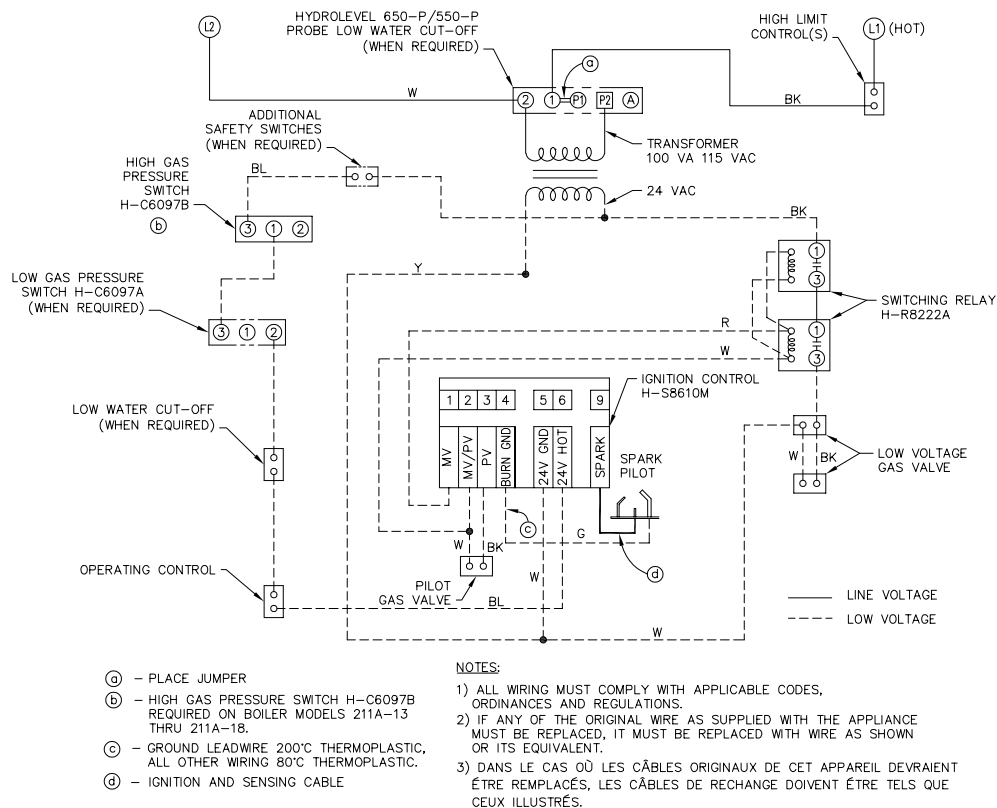 L2
HYDROLEVEL 650-P/550-P
PROBE LOW WATER CUT-OFF
(WHEN REQUIRED)
HIGH LIMIT
CONTROL(S)
L1 (HOT)
a
W
2 1 P1 P2 A
BK
ADDITIONAL
SAFETY SWITCHES
(WHEN REQUIRED)
TRANSFORMER
100 VA 115 VAC
HIGH GAS
PRESSURE
SWITCH
H-C6097B
b
BL
24 VAC
BK
3 1 2
1
3
Y
LOW GAS PRESSURE
SWITCH H-C6097A
(WHEN REQUIRED)
SWITCHING RELAY
H-R8222A
3 1 2
R
1
W
3
IGNITION CONTROL
H-S8610M
1 2 3 4 5 6 9
LOW WATER CUT-OFF
(WHEN REQUIRED)
MV
MV/PV
PV
BURN GND
24V GND
24V HOT
SPARK
SPARK
PILOT
W
BK
LOW VOLTAGE
GAS VALVE
c
G
W
BK
d
OPERATING CONTROL
PILOT
GAS VALVE
W
BL
LINE VOLTAGE
LOW VOLTAGE
W
a - PLACE JUMPER
b - HIGH GAS PRESSURE SWITCH H-C6097B
REQUIRED ON BOILER MODELS 211A-13
THRU 211A-18.
c - GROUND LEADWIRE 200°C THERMOPLASTIC,
ALL OTHER WIRING 80°C THERMOPLASTIC.
d - IGNITION AND SENSING CABLE
NOTES:
1) ALL WIRING MUST COMPLY WITH APPLICABLE CODES,
ORDINANCES AND REGULATIONS.
2) IF ANY OF THE ORIGINAL WIRE AS SUPPLIED WITH THE APPLIANCE
MUST BE REPLACED, IT MUST BE REPLACED WITH WIRE AS SHOWN
OR ITS EQUIVALENT.
3) DANS LE CAS OÙ LES CÂBLES ORIGINAUX DE CET APPAREIL DEVRAIENT
ÉTRE REMPLACÉS, LES CÂBLES DE RECHANGE DOIVENT ÉTRE TELS QUE
CEUX ILLUSTRÉS.